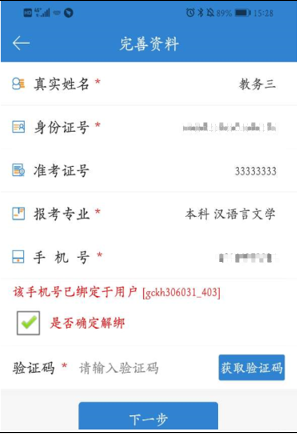 89% 15:28
完善资料
真实姓名 * 教务三
身份证号 *
准考证号 33333333
报考专业 * 本科 汉语言文学
手 机 号 *
该手机号已绑定于用户 [gckh306031_403]
是否确定解绑
验证码 * 请输入验证码 获取验证码
下一步